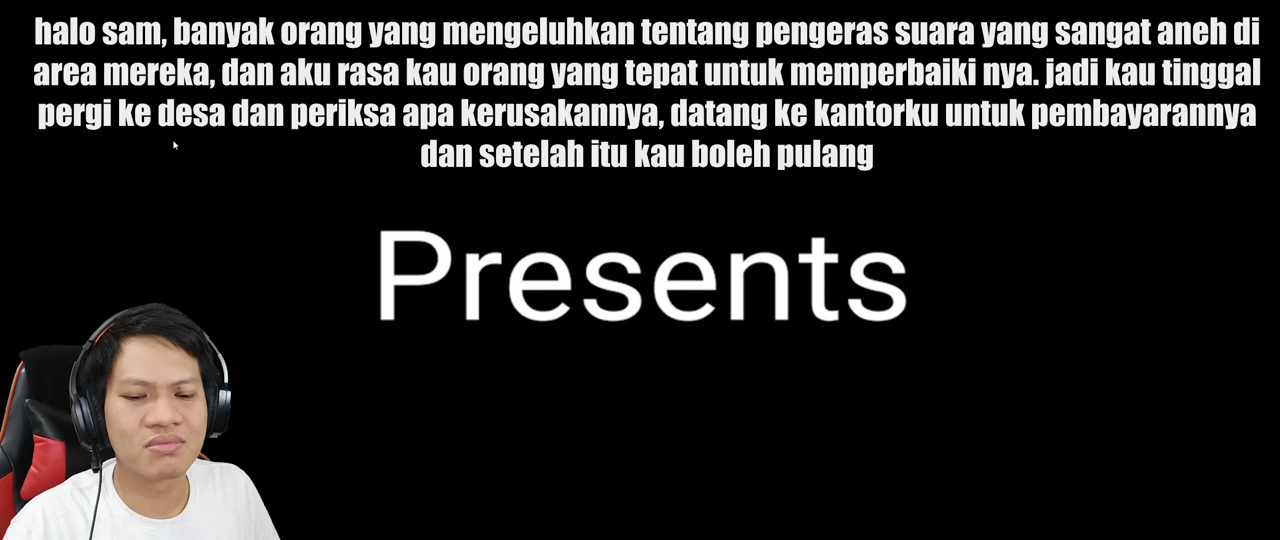 halo sam, banyak orang yang mengeluhkan tentang pengeras suara yang sangat aneh di
area mereka, dan aku rasa kau orang yang tepat untuk memperbaiki nya. jadi kau tinggal
pergi ke desa dan periksa apa kerusakannya, datang ke kantorku untuk pembayarannya
dan setelah itu kau boleh pulang
Presents